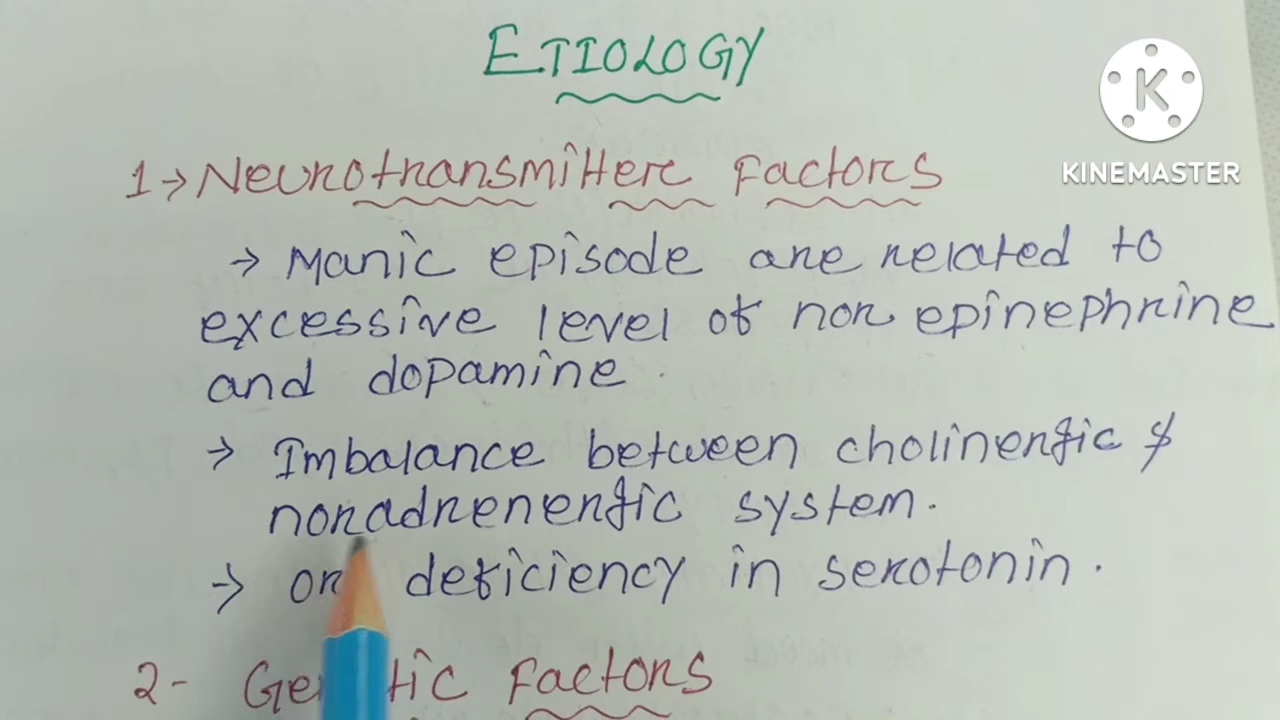 ETIOLOGY
1→ Neurotransmitter Factors
→ Manic episode are related to
excessive level of nor epinephrine
and dopamine
→ Imbalance between cholinergic &
noradrenergic system.
→ or deficiency in serotonin.
2- Genetic Factors
K
KINEMASTER